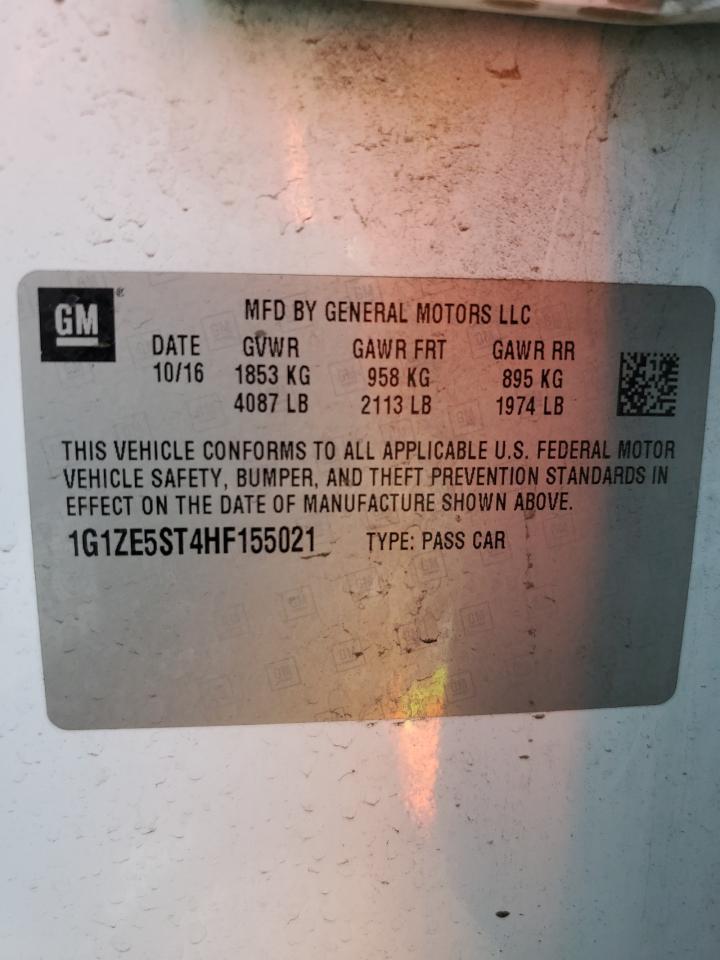 GM®
MFD BY GENERAL MOTORS LLC
DATE GVWR GAWR FRT GAWR RR
10/16 1853 KG 958 KG 895 KG
4087 LB 2113 LB 1974 LB
THIS VEHICLE CONFORMS TO ALL APPLICABLE U.S. FEDERAL MOTOR
VEHICLE SAFETY, BUMPER, AND THEFT PREVENTION STANDARDS IN
EFFECT ON THE DATE OF MANUFACTURE SHOWN ABOVE.
1G1ZE5ST4HF155021 TYPE: PASS CAR